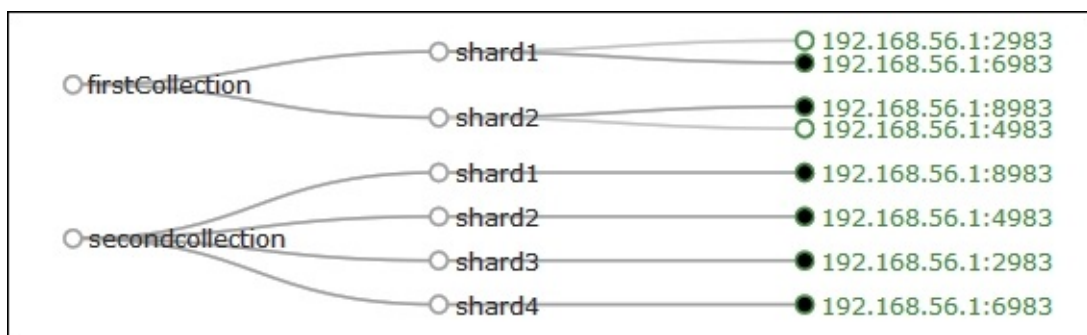 firstCollection
shard1
192.168.56.1:2983
192.168.56.1:6983
shard2
192.168.56.1:8983
192.168.56.1:4983
secondcollection
shard1
192.168.56.1:8983
shard2
192.168.56.1:4983
shard3
192.168.56.1:2983
shard4
192.168.56.1:6983